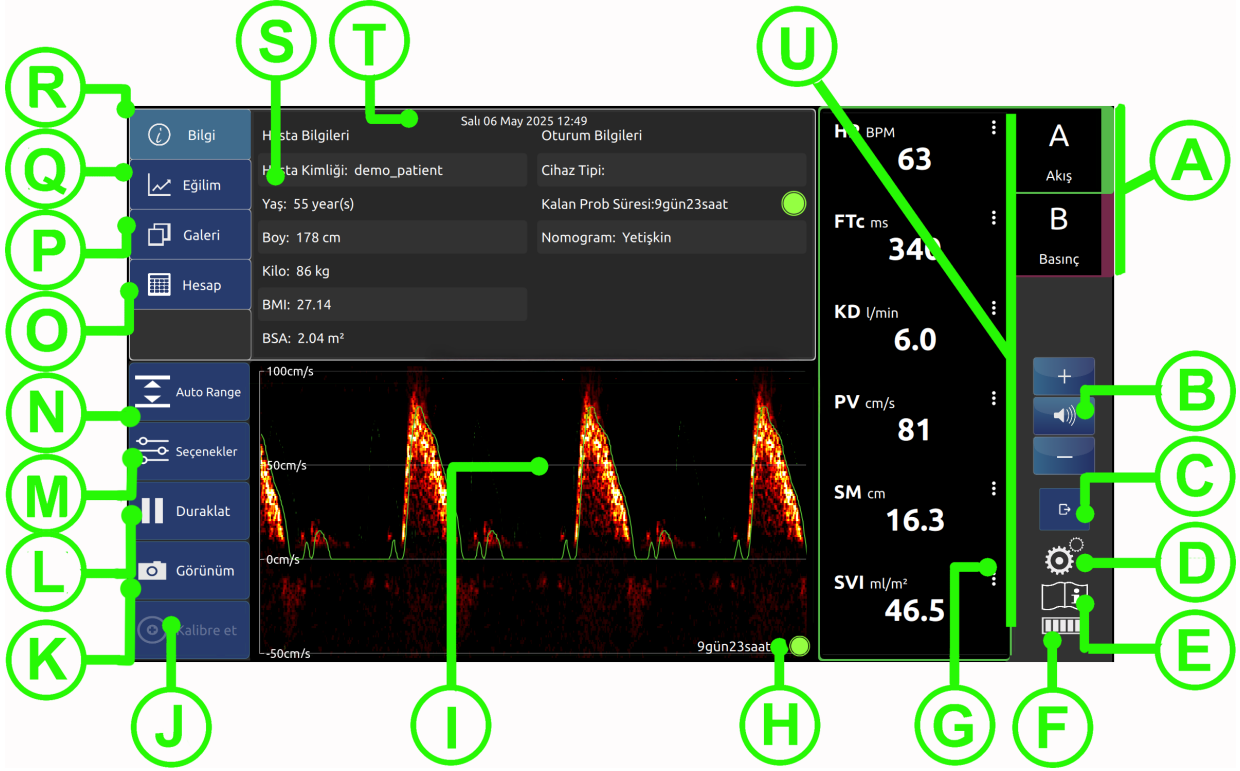 S
T
U
R
Q
P
O
N
M
L
K
J
I
H
G
F
E
D
C
B
A
Bilgi
Eğilim
Galeri
Hesap
Auto Range
Seçenekler
Duraklat
Görünüm
Kalibre et
Salı 06 May 2025 12:49
Hasta Bilgileri
Hasta Kimliği: demo_patient
Yaş: 55 year(s)
Boy: 178 cm
Kilo: 86 kg
BMI: 27.14
BSA: 2.04 m²
Oturum Bilgileri
Cihaz Tipi:
Kalan Prob Süresi:9gün23saat
Nomogram: Yetişkin
100cm/s
50cm/s
0cm/s
-50cm/s
9gün23saat
HR BPM
63
FTc ms
340
KD l/min
6.0
PV cm/s
81
SM cm
16.3
SVI ml/m²
46.5
A
Akış
B
Basınç
+
−